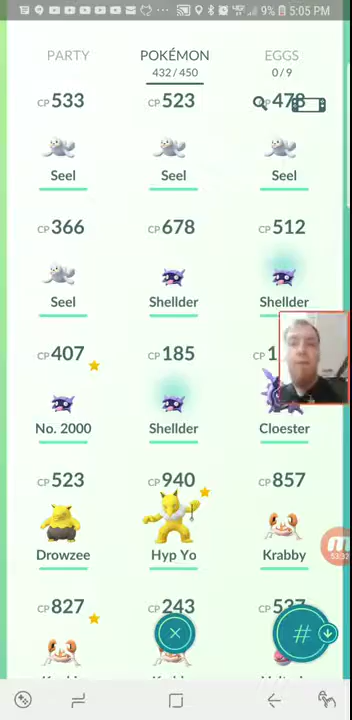 9% 5:05 PM
PARTY POKÉMON EGGS
432 / 450 0 / 9
CP 533 CP 523 CP 478
Seel Seel Seel
CP 366 CP 678 CP 512
Seel Shellder Shellder
CP 407 CP 185
No. 2000 Shellder Cloester
CP 523 CP 940 CP 857
Drowzee Hyp Yo Krabby
CP 827 CP 243
#